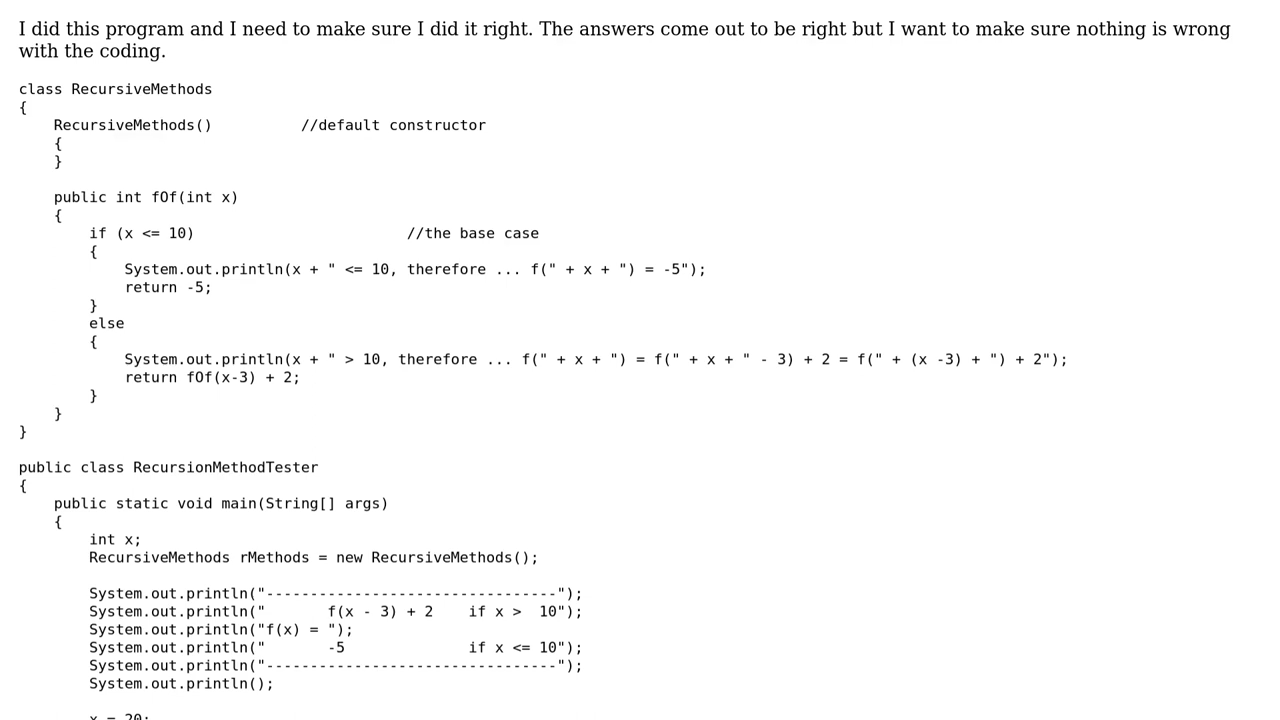 I did this program and I need to make sure I did it right. The answers come out to be right but I want to make sure nothing is wrong
with the coding.
class RecursiveMethods
{
    RecursiveMethods()          //default constructor
    {
    }
    public int fOf(int x)
    {
        if (x <= 10)                        //the base case
        {
            System.out.println(x + " <= 10, therefore ... f(" + x + ") = -5");
            return -5;
        }
        else
        {
            System.out.println(x + " > 10, therefore ... f(" + x + ") = f(" + x + " - 3) + 2 = f(" + (x -3) + ") + 2");
            return fOf(x-3) + 2;
        }
    }
}
public class RecursionMethodTester
{
    public static void main(String[] args)
    {
        int x;
        RecursiveMethods rMethods = new RecursiveMethods();
        System.out.println("---------------------------------");
        System.out.println("       f(x - 3) + 2    if x >  10");
        System.out.println("f(x) = ");
        System.out.println("       -5              if x <= 10");
        System.out.println("---------------------------------");
        System.out.println();
        x = 20;